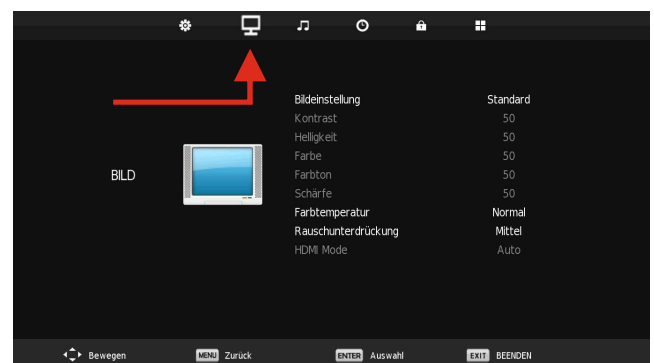 Bildeinstellung Standard
Kontrast 50
Helligkeit 50
Farbe 50
Farbton 50
Schärfe 50
Farbtemperatur Normal
Rauschunterdrückung Mittel
HDMI Mode Auto
BILD
Bewegen MENU Zurück ENTER Auswahl EXIT BEENDEN